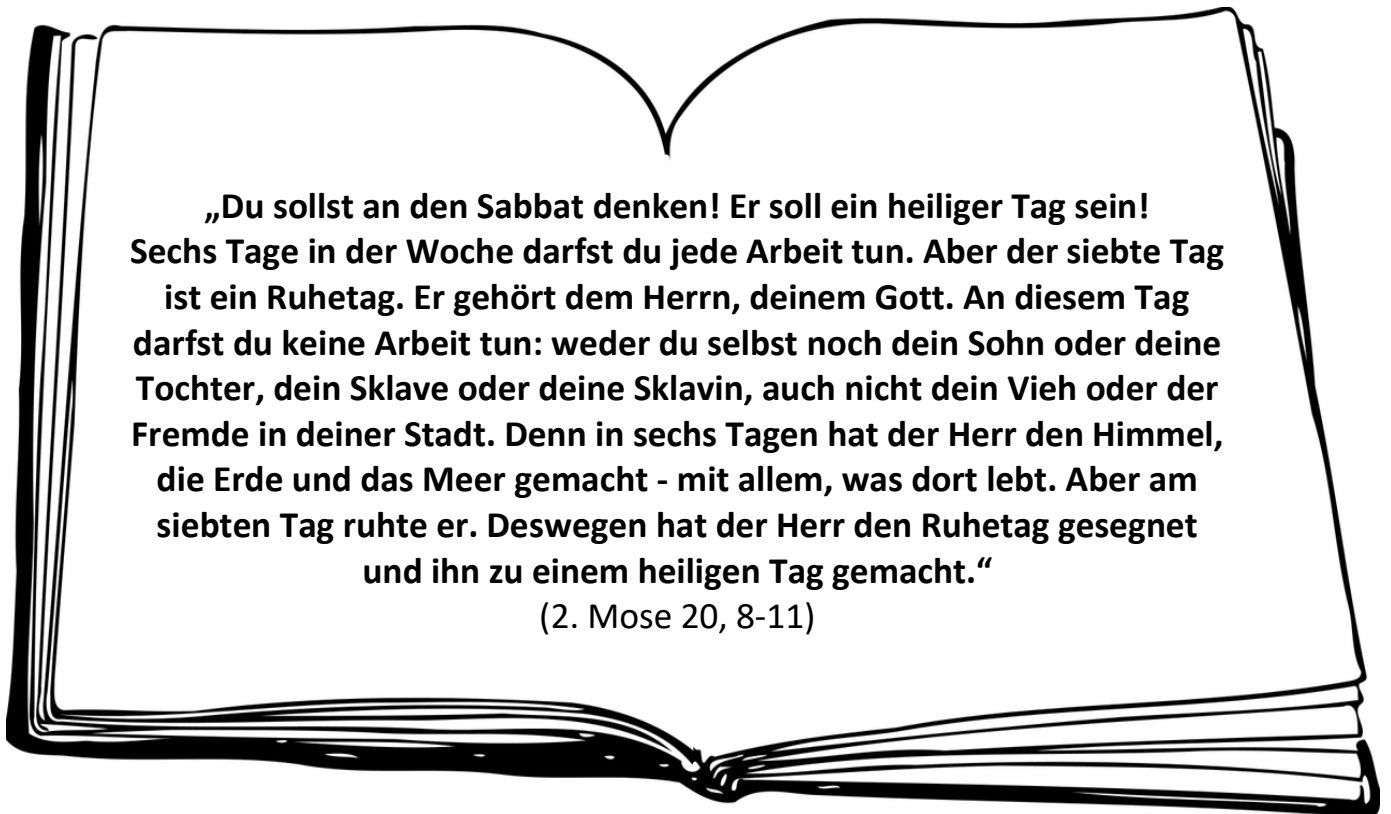 „Du sollst an den Sabbat denken! Er soll ein heiliger Tag sein!
Sechs Tage in der Woche darfst du jede Arbeit tun. Aber der siebte Tag
ist ein Ruhetag. Er gehört dem Herrn, deinem Gott. An diesem Tag
darfst du keine Arbeit tun: weder du selbst noch dein Sohn oder deine
Tochter, dein Sklave oder deine Sklavin, auch nicht dein Vieh oder der
Fremde in deiner Stadt. Denn in sechs Tagen hat der Herr den Himmel,
die Erde und das Meer gemacht - mit allem, was dort lebt. Aber am
siebten Tag ruhte er. Deswegen hat der Herr den Ruhetag gesegnet
und ihn zu einem heiligen Tag gemacht.“
(2. Mose 20, 8-11)